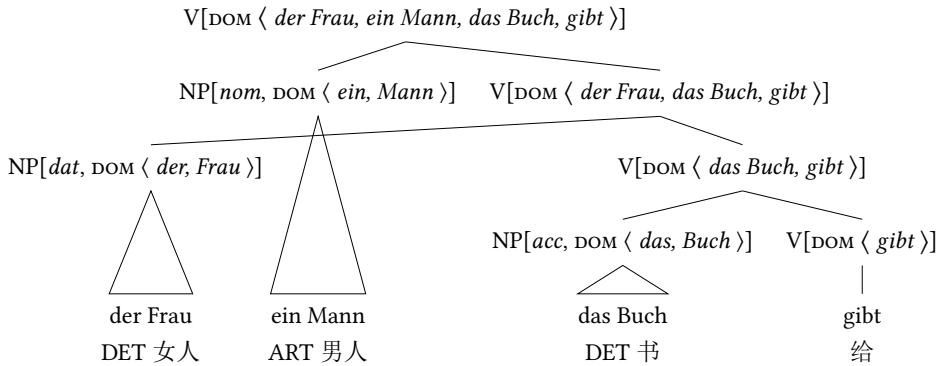 V[DOM ⟨ der Frau, ein Mann, das Buch, gibt ⟩]
NP[nom, DOM ⟨ ein, Mann ⟩] V[DOM ⟨ der Frau, das Buch, gibt ⟩]
NP[dat, DOM ⟨ der, Frau ⟩] V[DOM ⟨ das Buch, gibt ⟩]
NP[acc, DOM ⟨ das, Buch ⟩] V[DOM ⟨ gibt ⟩]
der Frau ein Mann das Buch gibt
DET 女人 ART 男人 DET 书 给